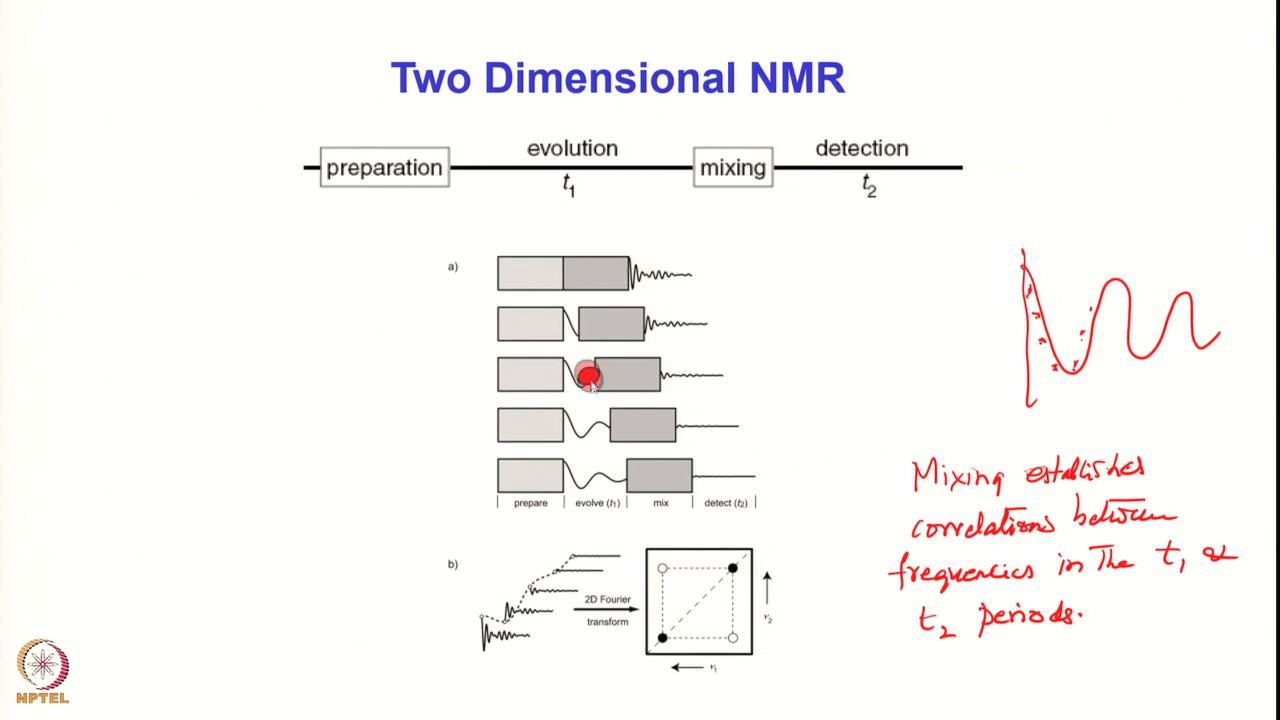 Two Dimensional NMR
preparation
evolution
t1
mixing
detection
t2
a)
prepare
evolve (t1)
mix
detect (t2)
b)
2D Fourier
transform
ν2
ν1
Mixing establishes
correlations between
frequencies in the t1 &
t2 periods.
NPTEL